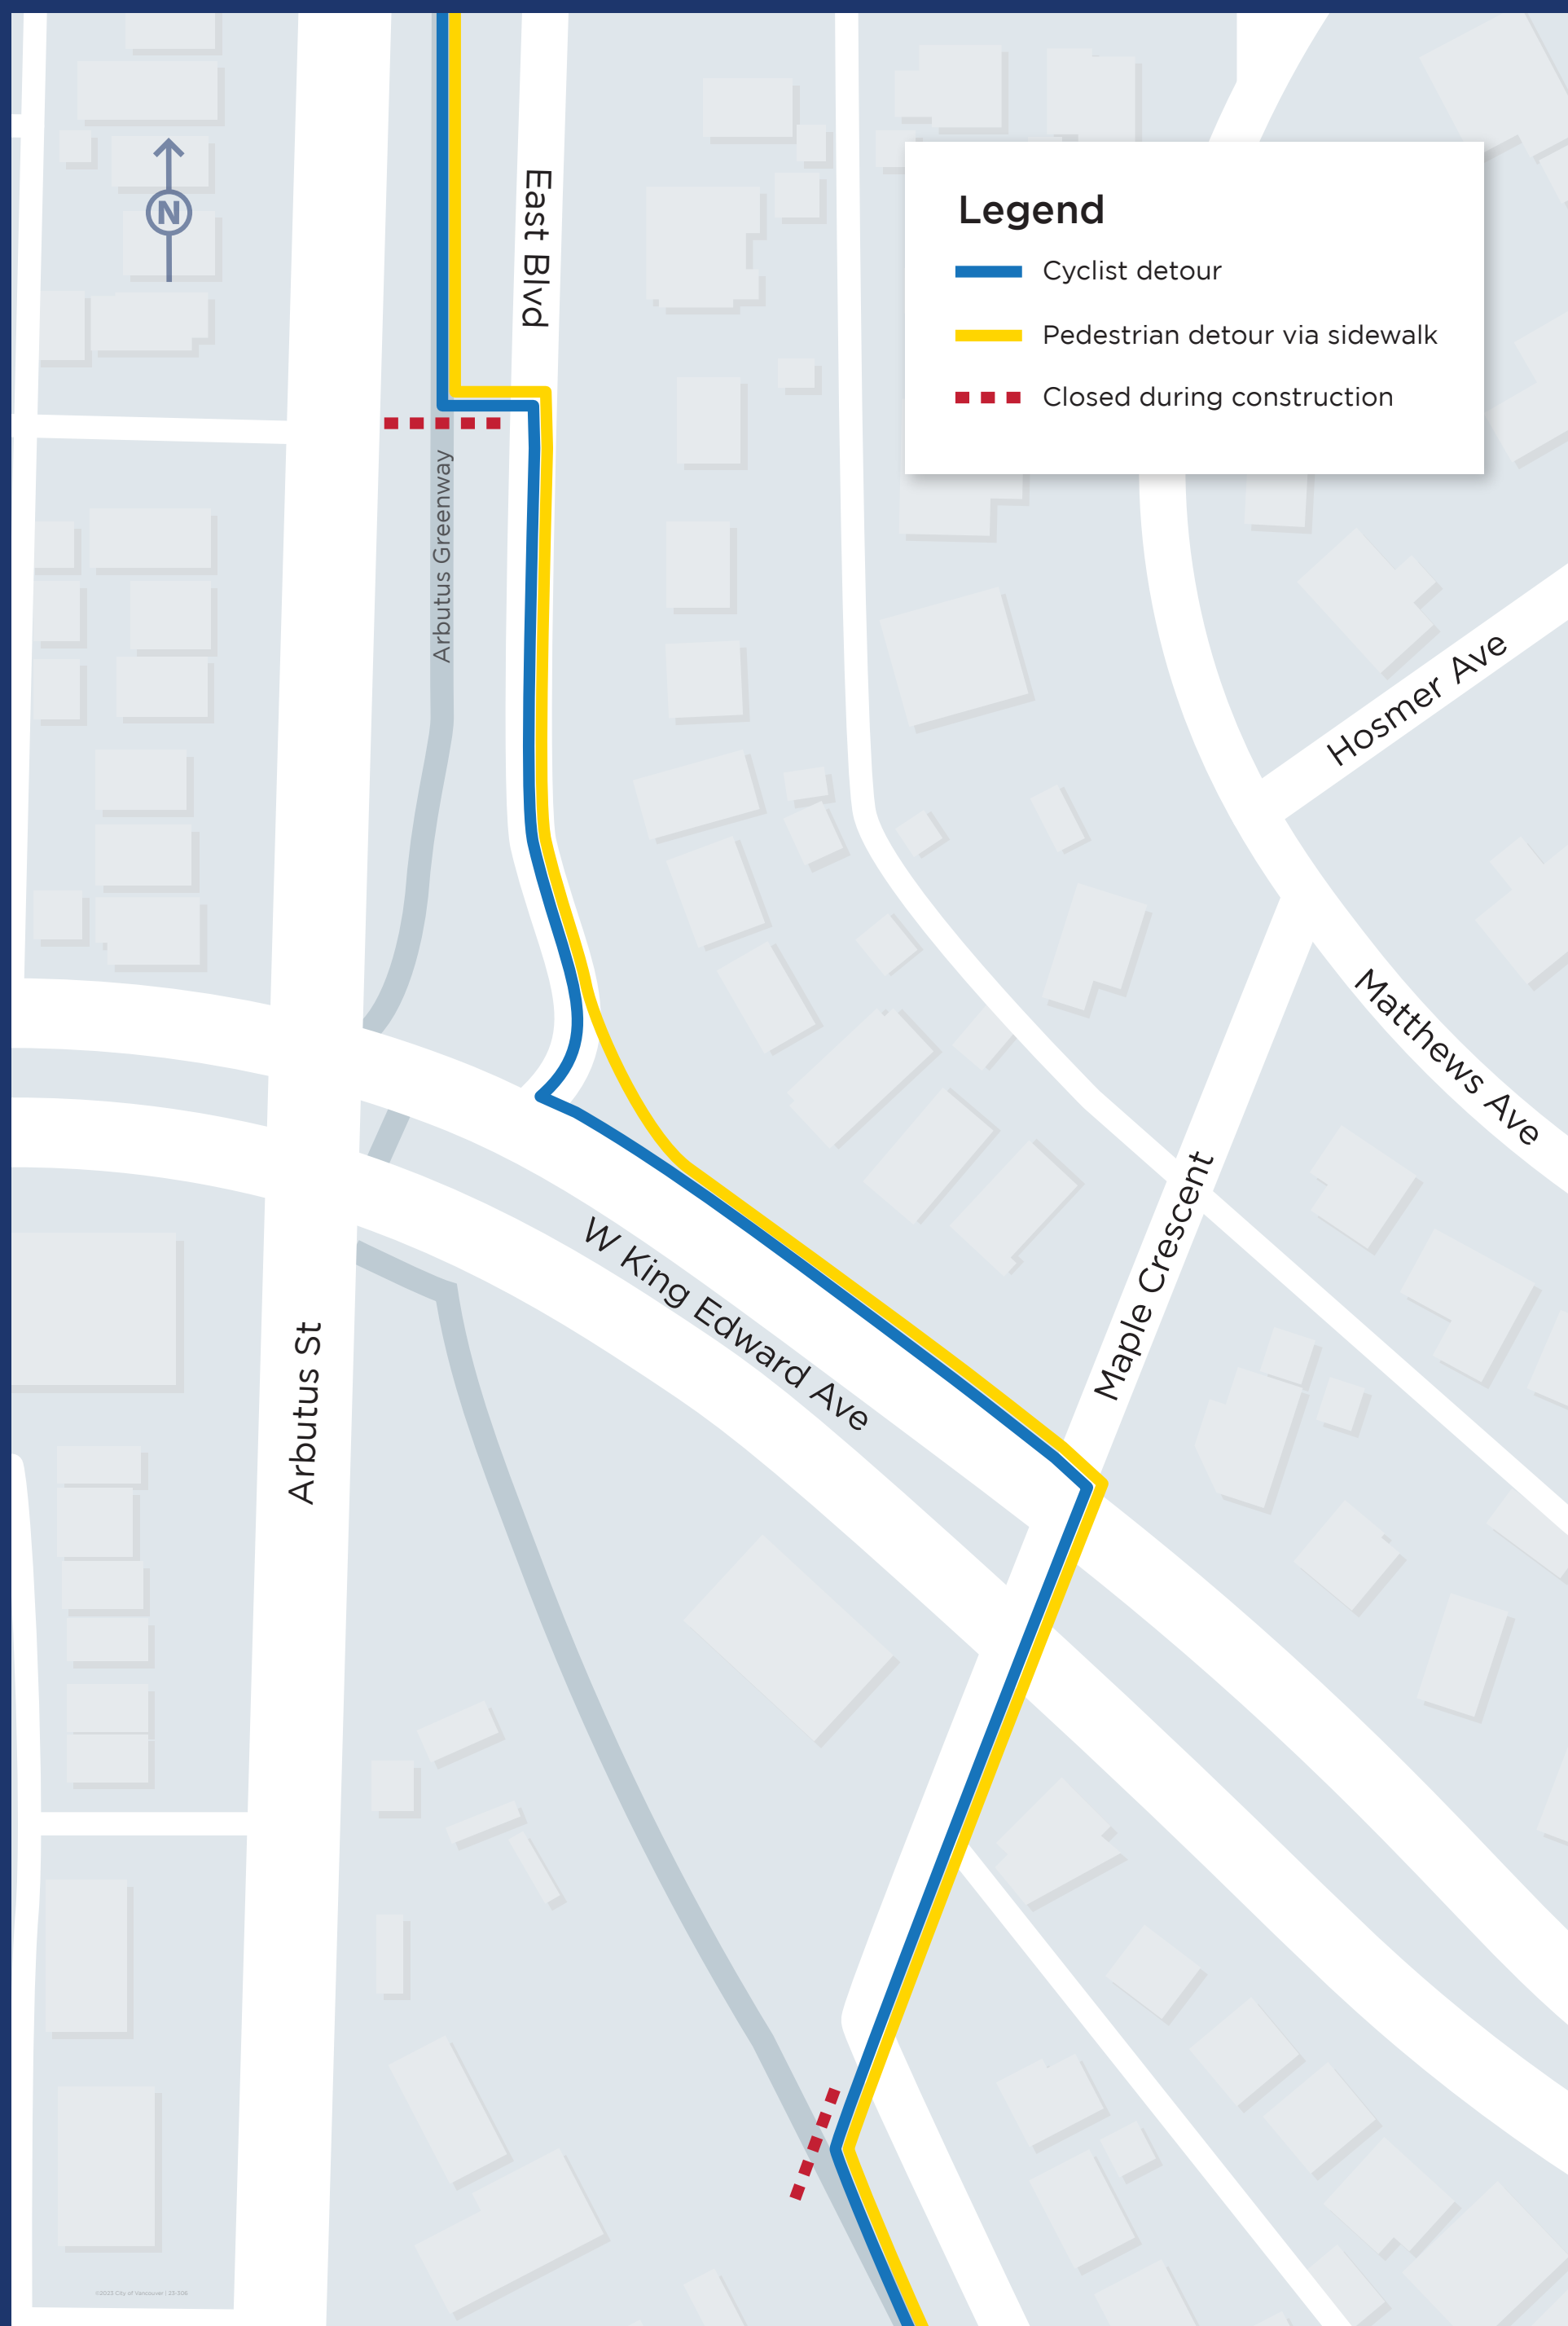 N
East Blvd
Legend
Cyclist detour
Pedestrian detour via sidewalk
Closed during construction
Arbutus Greenway
Hosmer Ave
Matthews Ave
Maple Crescent
W King Edward Ave
Arbutus St